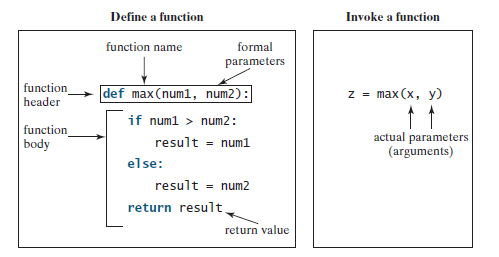 Define a function
function name
formal
parameters
function
header
def max(num1, num2):
function
body
if num1 > num2:
result = num1
else:
result = num2
return result
return value
Invoke a function
z = max(x, y)
actual parameters
(arguments)